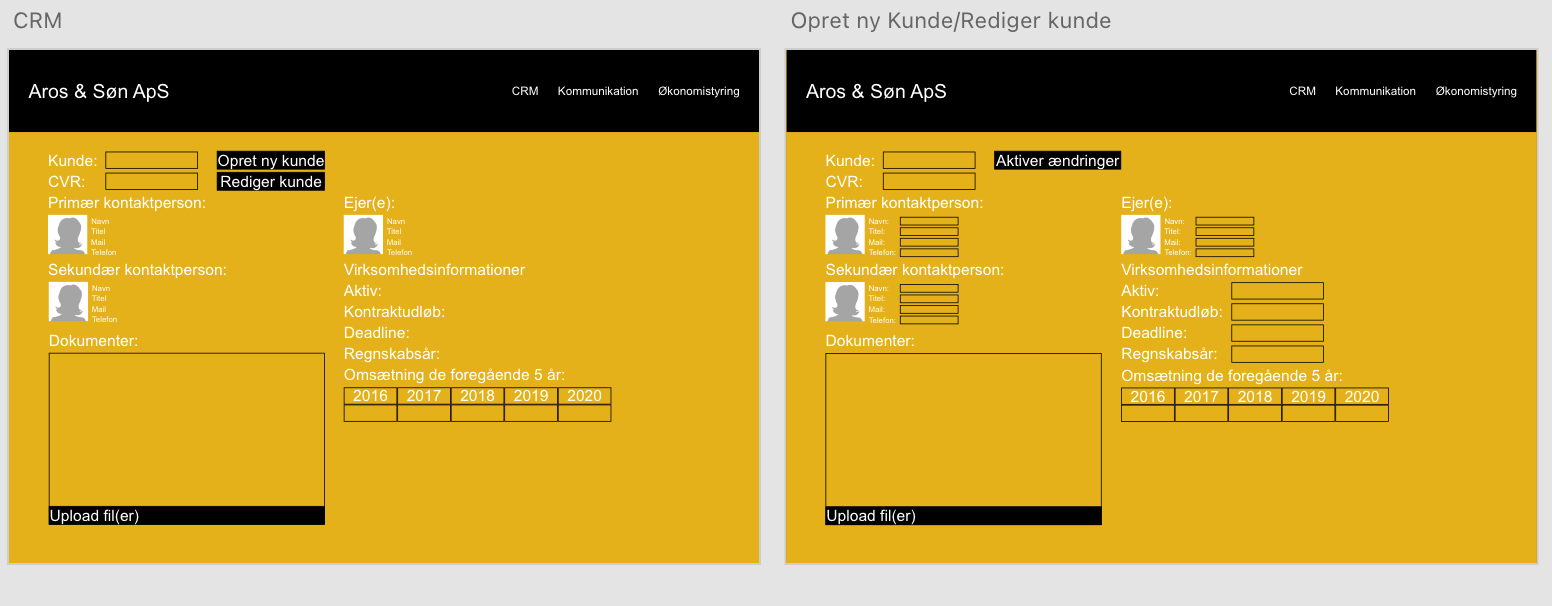 CRM
Aros & Søn ApS
CRM Kommunikation Økonomistyring
Kunde:
Opret ny kunde
CVR:
Rediger kunde
Primær kontaktperson:
Navn
Titel
Mail
Telefon
Sekundær kontaktperson:
Navn
Titel
Mail
Telefon
Dokumenter:
Upload fil(er)
Ejer(e):
Navn
Titel
Mail
Telefon
Virksomhedsinformationer
Aktiv:
Kontraktudløb:
Deadline:
Regnskabsår:
Omsætning de foregående 5 år:
2016 2017 2018 2019 2020
Opret ny Kunde/Rediger kunde
Aros & Søn ApS
CRM Kommunikation Økonomistyring
Kunde:
Aktiver ændringer
CVR:
Primær kontaktperson:
Navn:
Titel:
Mail:
Telefon:
Sekundær kontaktperson:
Navn:
Titel:
Mail:
Telefon:
Dokumenter:
Upload fil(er)
Ejer(e):
Navn:
Titel:
Mail:
Telefon:
Virksomhedsinformationer
Aktiv:
Kontraktudløb:
Deadline:
Regnskabsår:
Omsætning de foregående 5 år:
2016 2017 2018 2019 2020